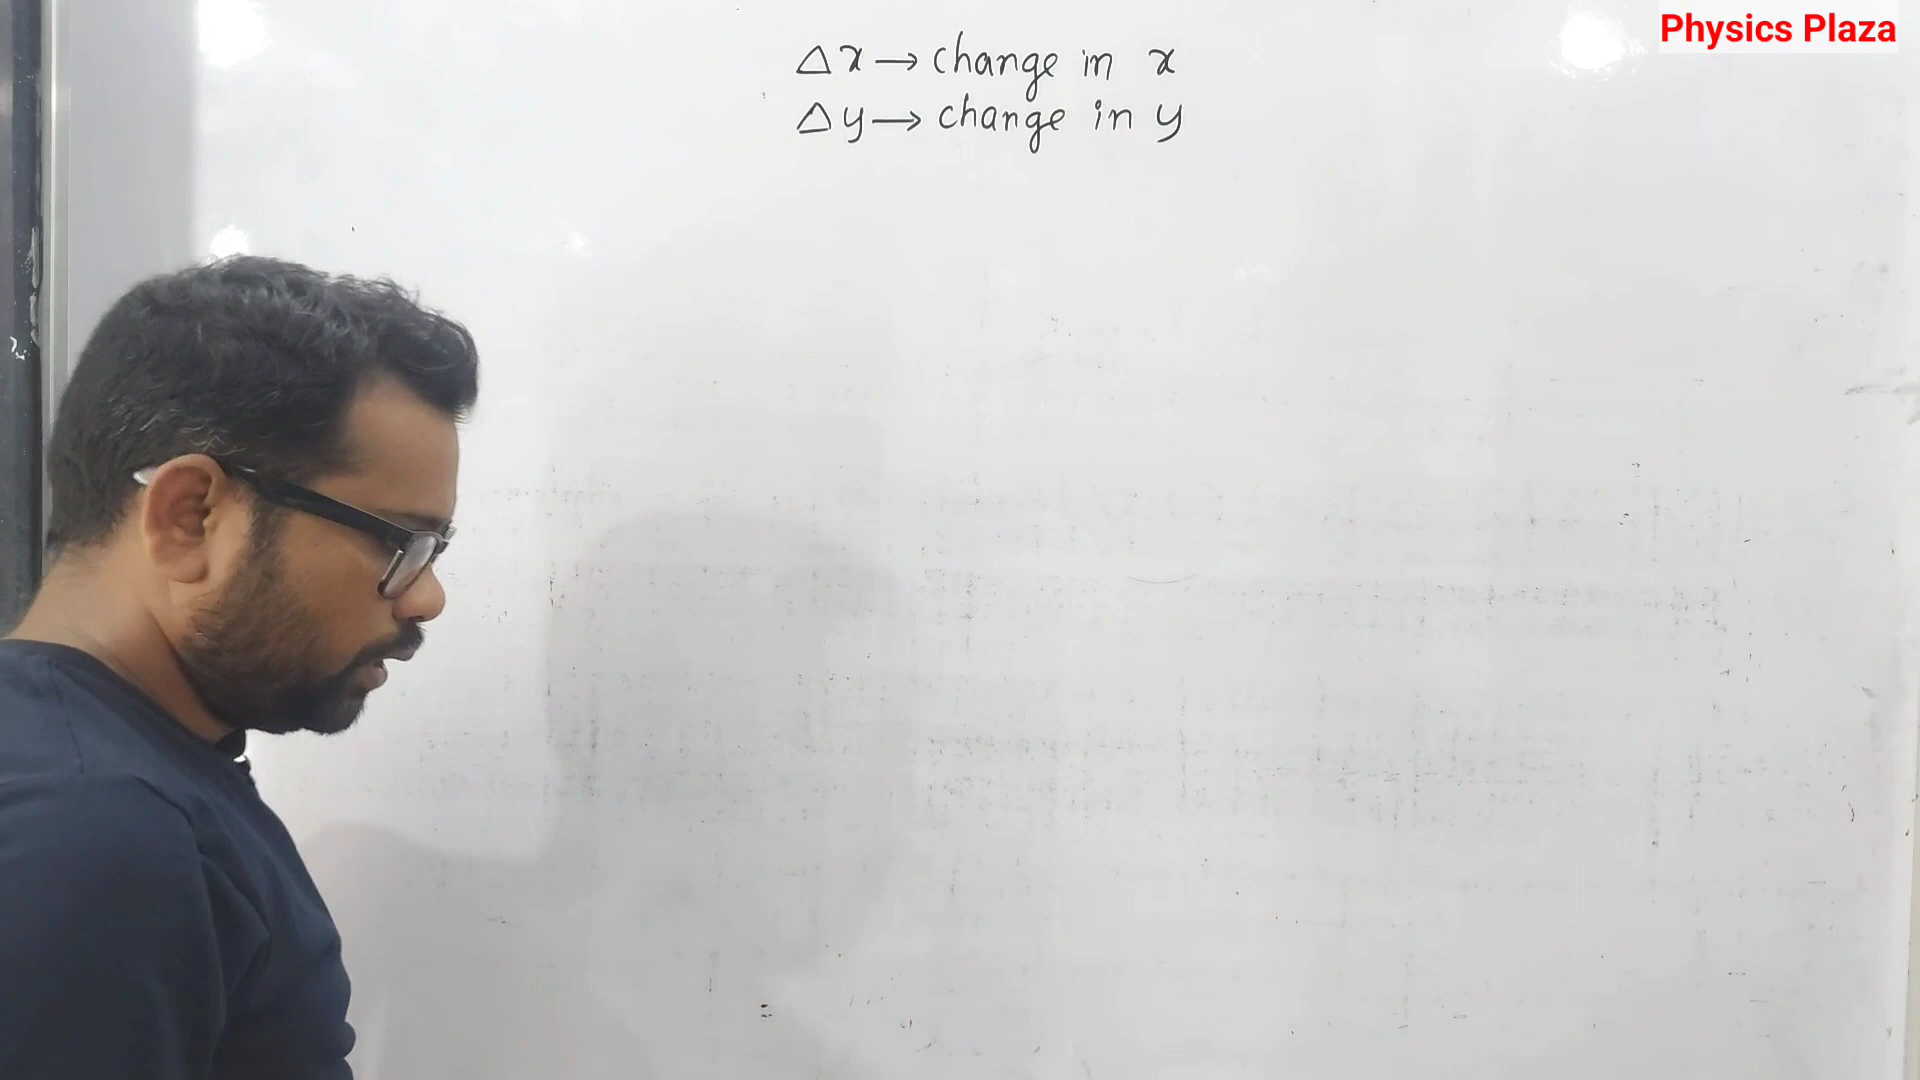 Physics Plaza
Δx → change in x
Δy → change in y